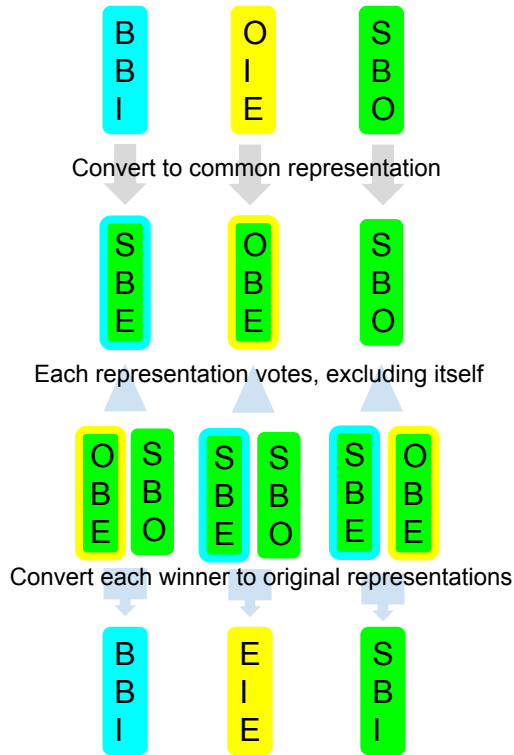 B O S
B I B
I E O
Convert to common representation
S O S
B B B
E E O
Each representation votes, excluding itself
O S S S S O
B B B B B B
E O E O E E
Convert each winner to original representations
B E S
B I B
I E I